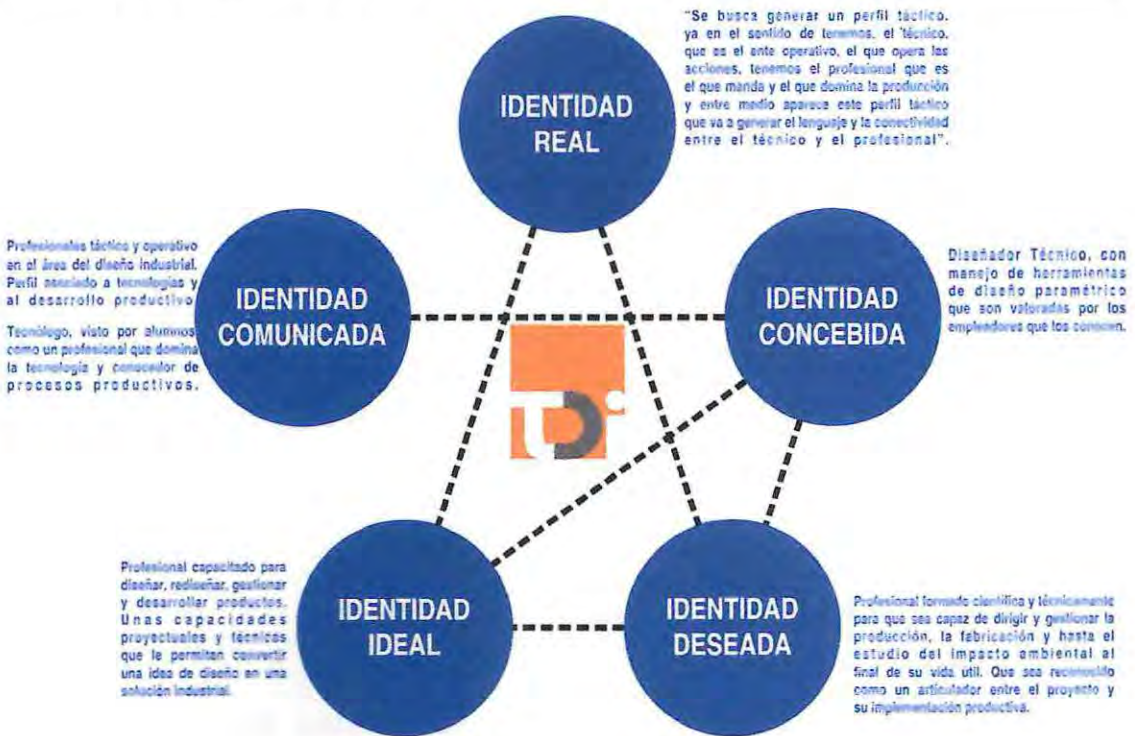 "Se busca generar un perfil táctico,
ya en el sentido de tenemos, el técnico,
que es el ente operativo, el que opera las
acciones, tenemos el profesional que es
el que manda y el que domina la producción
y entre medio aparece este perfil táctico
que va a generar el lenguaje y la conectividad
entre el técnico y el profesional".
IDENTIDAD
REAL
Profesionales táctico y operativo
en el área del diseño industrial.
Perfil asociado a tecnologías y
al desarrollo productivo
Tecnólogo, visto por alumnos
como un profesional que domina
la tecnología y conocedor de
procesos productivos.
IDENTIDAD
COMUNICADA
IDENTIDAD
CONCEBIDA
Diseñador Técnico, con
manejo de herramientas
de diseño paramétrico
que son valoradas por los
empleadores que los conocen.
TDi
Profesional capacitado para
diseñar, rediseñar, gestionar
y desarrollar productos.
Unas capacidades
proyectuales y técnicas
que le permitan convertir
una idea de diseño en una
solución industrial.
IDENTIDAD
IDEAL
IDENTIDAD
DESEADA
Profesional formado científica y técnicamente
para que sea capaz de dirigir y gestionar la
producción, la fabricación y hasta el
estudio del impacto ambiental al
final de su vida util. Que sea reconocido
como un articulador entre el proyecto y
su implementación productiva.